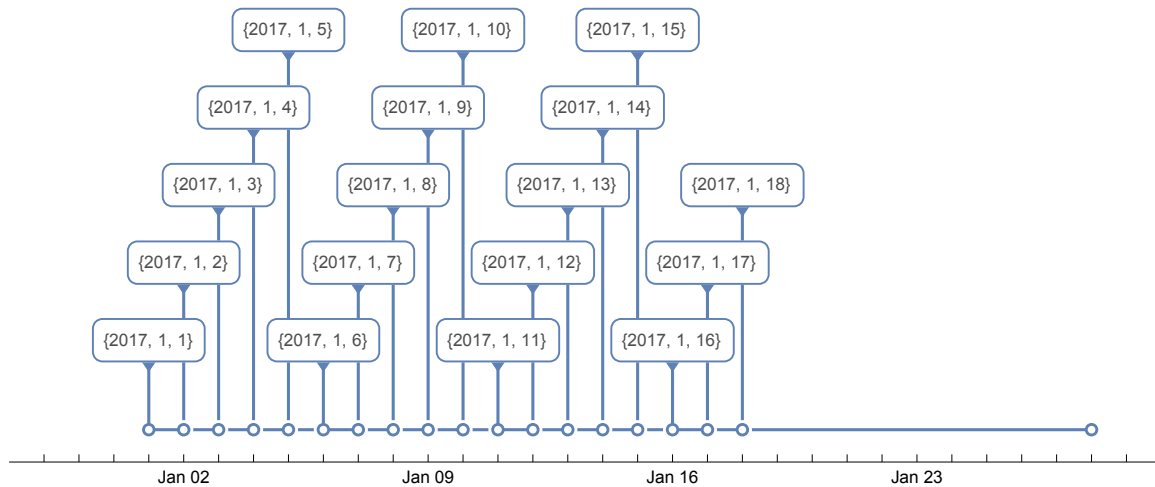 {2017, 1, 5} {2017, 1, 10} {2017, 1, 15}
{2017, 1, 4} {2017, 1, 9} {2017, 1, 14}
{2017, 1, 3} {2017, 1, 8} {2017, 1, 13} {2017, 1, 18}
{2017, 1, 2} {2017, 1, 7} {2017, 1, 12} {2017, 1, 17}
{2017, 1, 1} {2017, 1, 6} {2017, 1, 11} {2017, 1, 16}
Jan 02 Jan 09 Jan 16 Jan 23